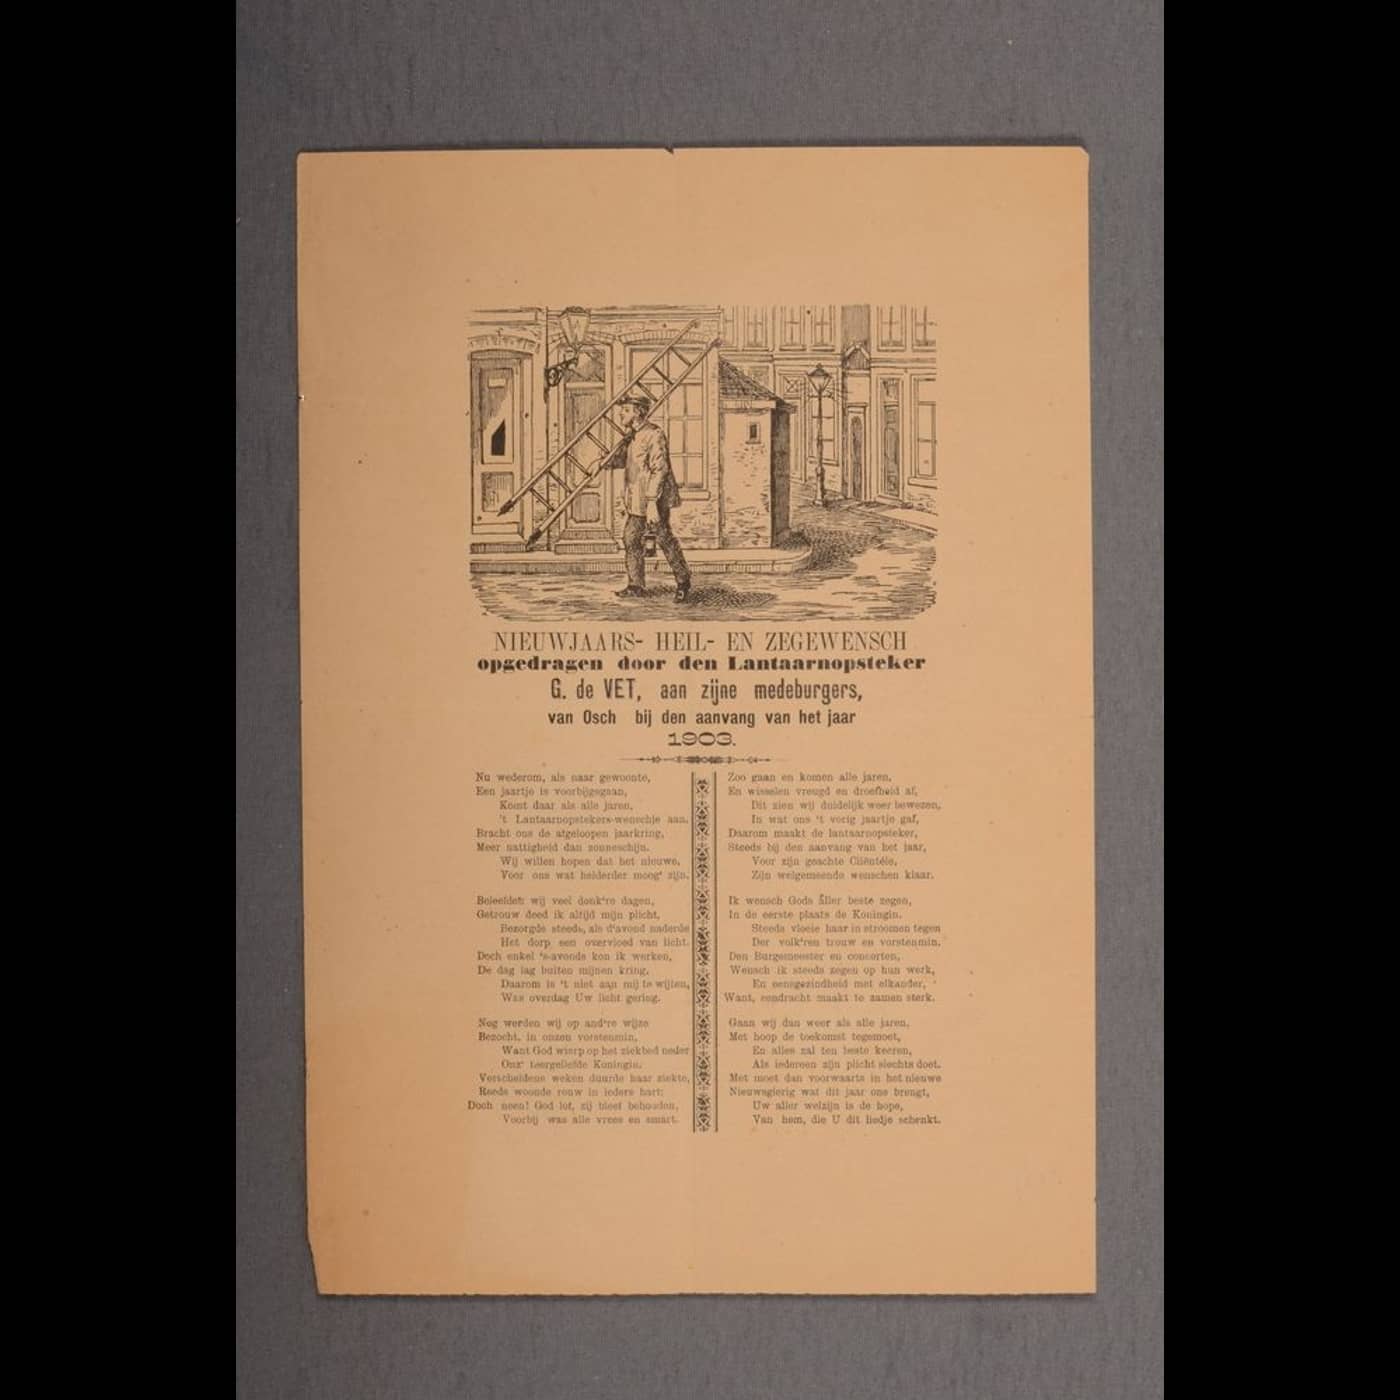 NIEUWJAARS- HEIL- EN ZEGEWENSCH
opgedragen door den Lantaarnopsteker
G. de VET, aan zijne medeburgers,
van Osch bij den aanvang van het jaar
1903.
Nu wederom, als naar gewoonte,
Een jaartje is voorbijgegaan,
Komt daar als alle jaren,
't Lantaarnopstekers-wenschje aan.
Bracht ons de afgeloopen jaarkring,
Meer nattigheid dan zonneschijn.
Wij willen hopen dat het nieuwe,
Voor ons wat helderder moog' zijn.
Beleefdet: wij veel donk're dagen,
Getrouw deed ik altijd mijn plicht,
Bezorgde steeds, als d'avond naderde
Het dorp een overvloed van licht.
Doch enkel 's-avonds kon ik werken,
De dag lag buiten mijnen kring,
Daarom is 't niet aan mij te wijten,
Was overdag Uw licht gering.
Nog werden wij op and're wijze
Bezocht, in onzen vorstenmin,
Want God wierp op het ziekbed neder
Onz' teergeliefde Koningin.
Verscheidene weken duurde haar ziekte,
Reeds woonde rouw in ieders hart;
Doch neen! God lof, zij bleef behouden,
Voorbij was alle vrees en smart.
Zoo gaan en komen alle jaren,
En wisselen vreugd en droefheid af,
Dit zien wij duidelijk weer bewezen,
In wat ons 't vorig jaartje gaf,
Daarom maakt de lantaarnopsteker,
Steeds bij den aanvang van het jaar,
Voor zijn geachte Cliëntéle,
Zijn welgemeende wenschen klaar.
Ik wensch Gods aller beste zegen,
In de eerste plaats de Koningin.
Steeds vloeie haar in stroomen tegen
Der volk'ren trouw en vorstenmin.
Den Burgemeester en consorten,
Wensch ik steeds zegen op hun werk,
En eensgezindheid met elkander,
Want, eendracht maakt te zamen sterk.
Gaan wij dan weer als alle jaren,
Met hoop de toekomst tegemoet,
En alles zal ten beste keeren,
Als iedereen zijn plicht slechts doet.
Met moet dan voorwaarts in het nieuwe
Nieuwsgierig wat dit jaar ons brengt,
Uw aller welzijn is de hope,
Van hem, die U dit liedje schenkt.